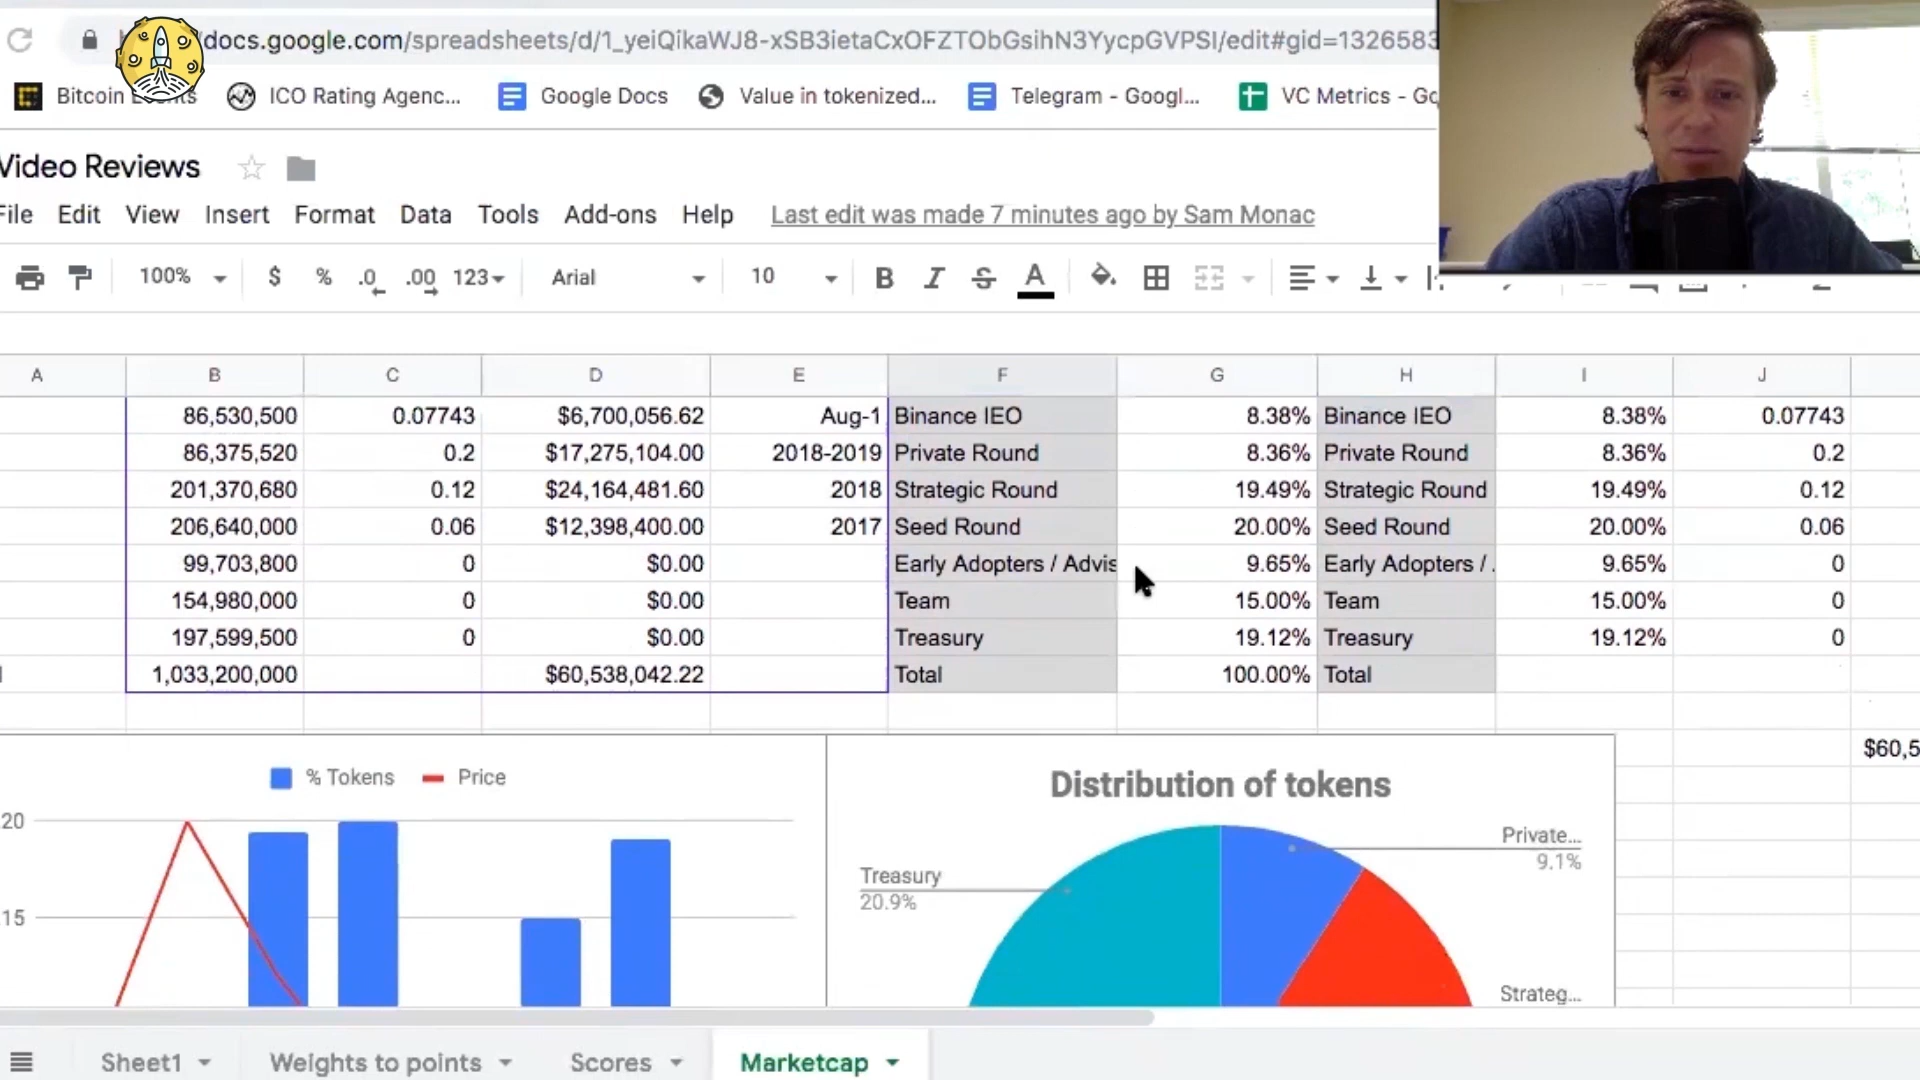 docs.google.com/spreadsheets/d/1_yeiQikaWJ8-xSB3ietaCxOFZTObGsihN3YycpGVPSI/edit#gid=1326583
Bitcoin Events ICO Rating Agenc... Google Docs Value in tokenized... Telegram - Googl... VC Metrics - Go
Video Reviews
File Edit View Insert Format Data Tools Add-ons Help Last edit was made 7 minutes ago by Sam Monac
100% $ % .0 .00 123 Arial 10 B I S A
A B C D E F G H I J
86,530,500 0.07743 $6,700,056.62 Aug-1 Binance IEO 8.38% Binance IEO 8.38% 0.07743
86,375,520 0.2 $17,275,104.00 2018-2019 Private Round 8.36% Private Round 8.36% 0.2
201,370,680 0.12 $24,164,481.60 2018 Strategic Round 19.49% Strategic Round 19.49% 0.12
206,640,000 0.06 $12,398,400.00 2017 Seed Round 20.00% Seed Round 20.00% 0.06
99,703,800 0 $0.00 Early Adopters / Advis 9.65% Early Adopters / . 9.65% 0
154,980,000 0 $0.00 Team 15.00% Team 15.00% 0
197,599,500 0 $0.00 Treasury 19.12% Treasury 19.12% 0
1,033,200,000 $60,538,042.22 Total 100.00% Total
$60,5
% Tokens Price
20
15
Distribution of tokens
Private...
9.1%
Treasury
20.9%
Strateg...
Sheet1 Weights to points Scores Marketcap